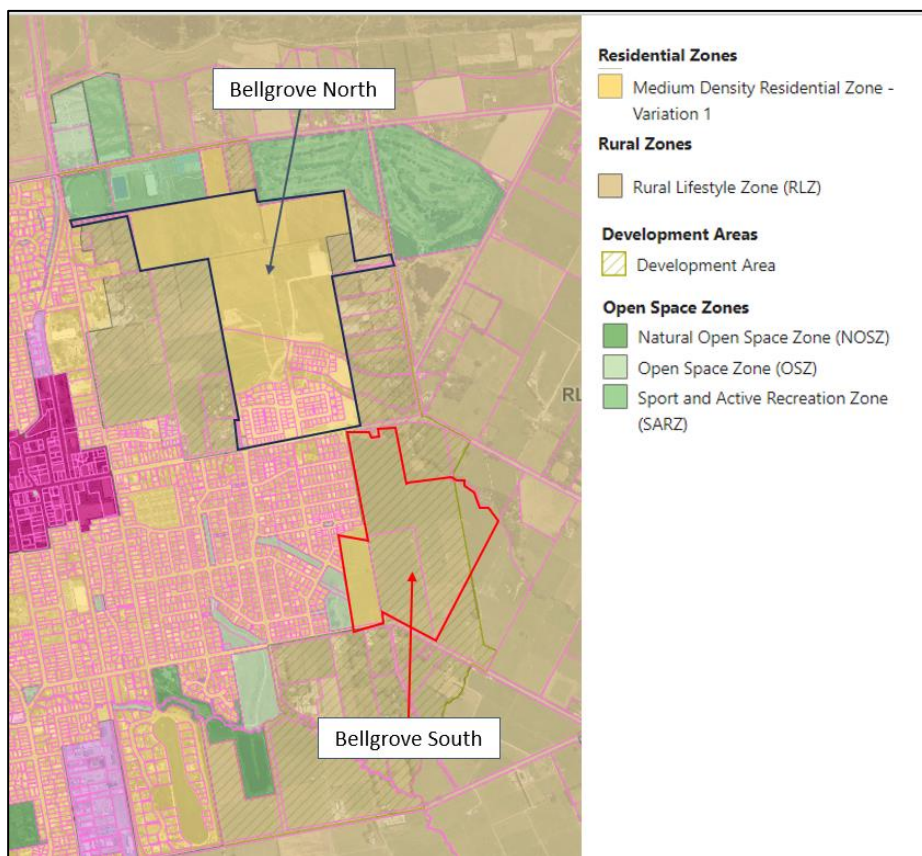 Bellgrove North
Bellgrove South
RL
Residential Zones
Medium Density Residential Zone -
Variation 1
Rural Zones
Rural Lifestyle Zone (RLZ)
Development Areas
Development Area
Open Space Zones
Natural Open Space Zone (NOSZ)
Open Space Zone (OSZ)
Sport and Active Recreation Zone
(SARZ)